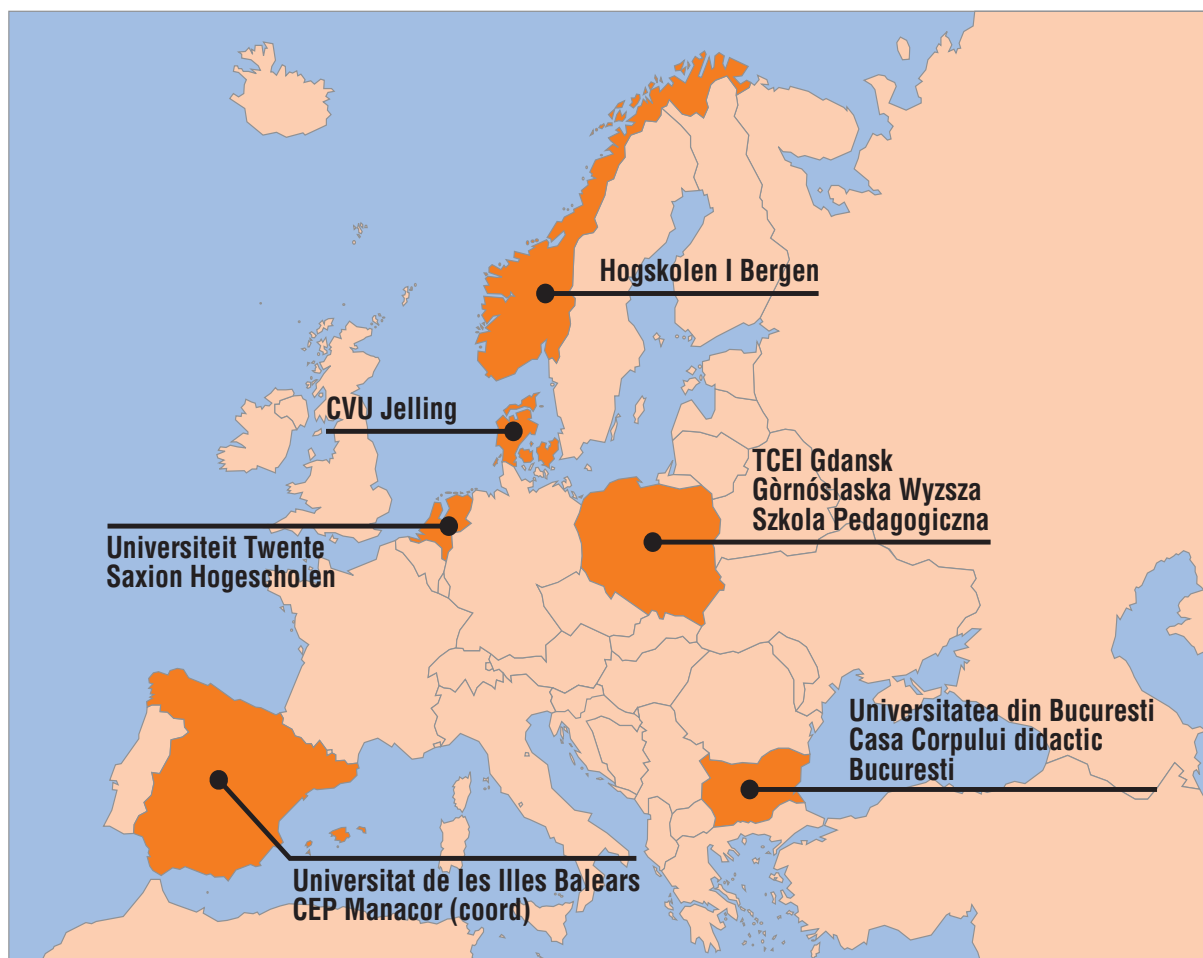 Hogskolen I Bergen
CVU Jelling
TCEI Gdansk
Gòrnóslaska Wyzsza
Szkola Pedagogiczna
Universiteit Twente
Saxion Hogescholen
Universitatea din Bucuresti
Casa Corpului didactic
Bucuresti
Universitat de les Illes Balears
CEP Manacor (coord)